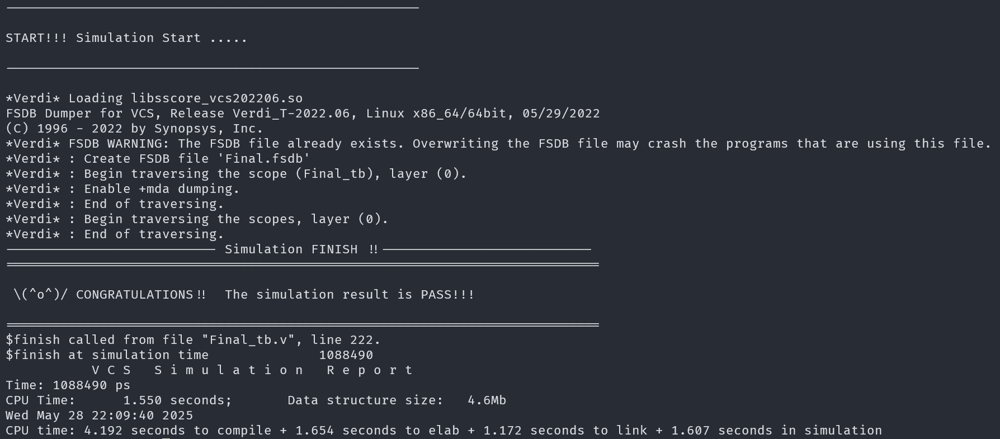 START!!! Simulation Start .....
*Verdi* Loading libsscore_vcs202206.so
FSDB Dumper for VCS, Release Verdi_T-2022.06, Linux x86_64/64bit, 05/29/2022
(C) 1996 - 2022 by Synopsys, Inc.
*Verdi* FSDB WARNING: The FSDB file already exists. Overwriting the FSDB file may crash the programs that are using this file.
*Verdi* : Create FSDB file 'Final.fsdb'
*Verdi* : Begin traversing the scope (Final_tb), layer (0).
*Verdi* : Enable +mda dumping.
*Verdi* : End of traversing.
*Verdi* : Begin traversing the scopes, layer (0).
*Verdi* : End of traversing.
--------------------------- Simulation FINISH !!---------------------------
============================================================================
\(^o^)/ CONGRATULATIONS!!  The simulation result is PASS!!!
============================================================================
$finish called from file "Final_tb.v", line 222.
$finish at simulation time              1088490
V C S   S i m u l a t i o n   R e p o r t
Time: 1088490 ps
CPU Time:      1.550 seconds;       Data structure size:   4.6Mb
Wed May 28 22:09:40 2025
CPU time: 4.192 seconds to compile + 1.654 seconds to elab + 1.172 seconds to link + 1.607 seconds in simulation